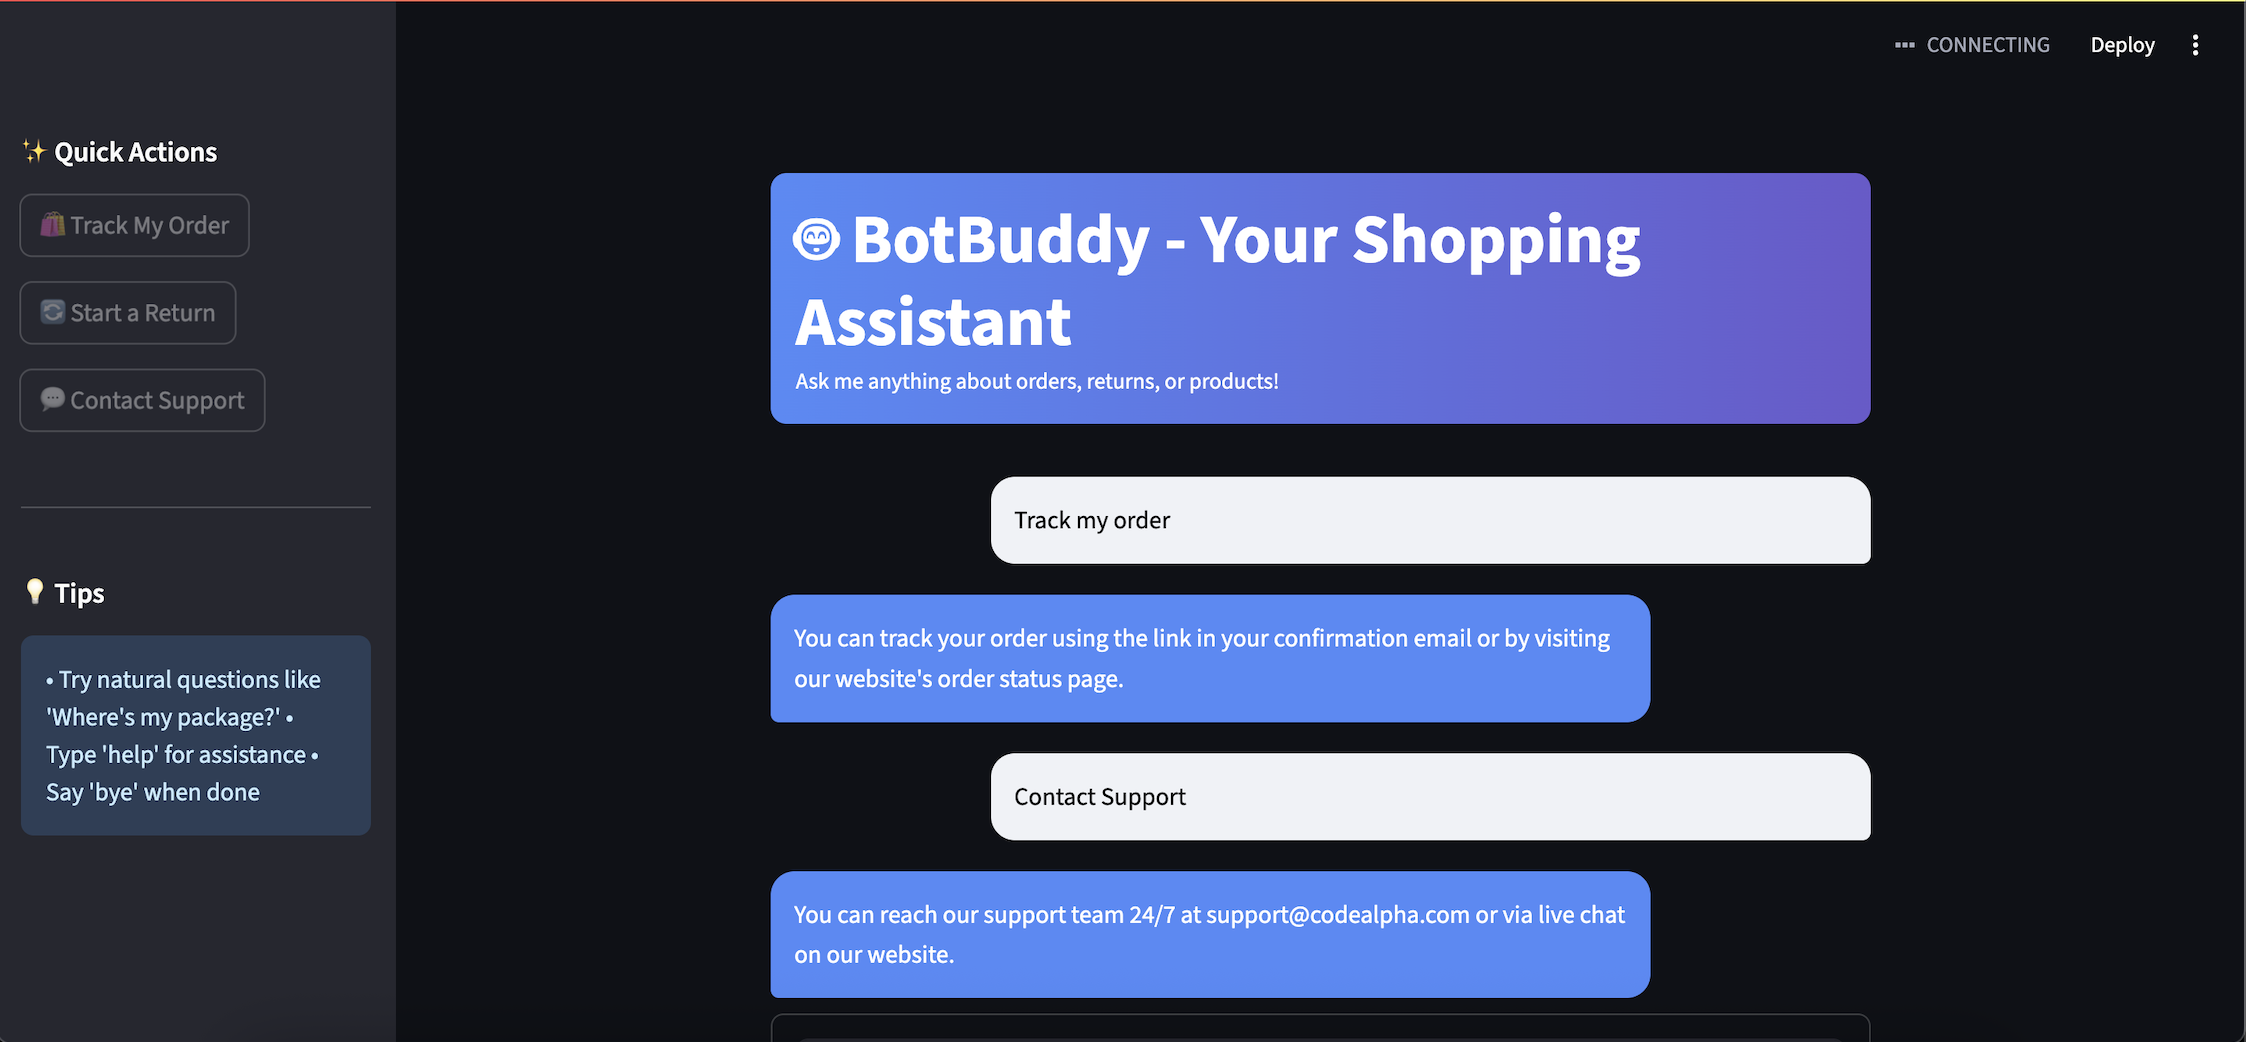 CONNECTING
Deploy
✨ Quick Actions
🛍️ Track My Order
🔄 Start a Return
💬 Contact Support
💡 Tips
• Try natural questions like
'Where's my package?' •
Type 'help' for assistance •
Say 'bye' when done
BotBuddy - Your Shopping
Assistant
Ask me anything about orders, returns, or products!
Track my order
You can track your order using the link in your confirmation email or by visiting
our website's order status page.
Contact Support
You can reach our support team 24/7 at support@codealpha.com or via live chat
on our website.